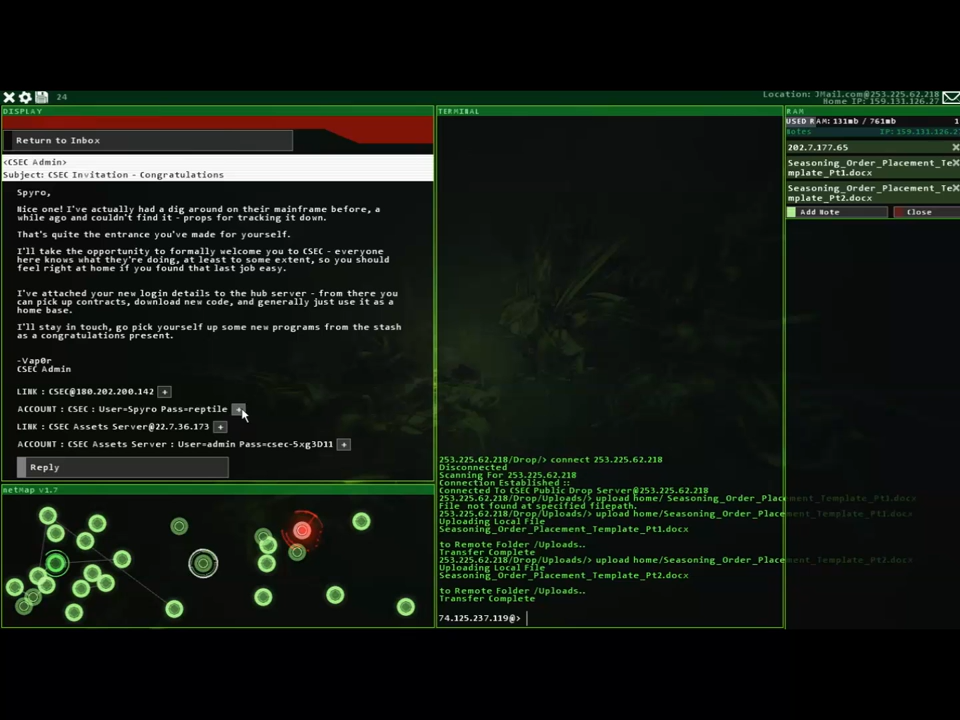 24
Location: JMail.com@253.225.62.218
Home IP: 159.131.126.27
DISPLAY
Return to Inbox
<CSEC Admin>
Subject: CSEC Invitation - Congratulations
Spyro,
Nice one! I've actually had a dig around on their mainframe before, a
while ago and couldn't find it - props for tracking it down.
That's quite the entrance you've made for yourself.
I'll take the opportunity to formally welcome you to CSEC - everyone
here knows what they're doing, at least to some extent, so you should
feel right at home if you found that last job easy.
I've attached your new login details to the hub server - from there you
can pick up contracts, download new code, and generally just use it as a
home base.
I'll stay in touch, go pick yourself up some new programs from the stash
as a congratulations present.
-Vap0r
CSEC Admin
LINK : CSEC@180.202.200.142 +
ACCOUNT : CSEC : User=Spyro Pass=reptile +
LINK : CSEC Assets Server@22.7.36.173 +
ACCOUNT : CSEC Assets Server : User=admin Pass=csec-5xg3D11 +
Reply
netMap v1.7
TERMINAL
253.225.62.218/Drop/> connect 253.225.62.218
Disconnected
Scanning For 253.225.62.218
Connection Established ::
Connected To CSEC Public Drop Server@253.225.62.218
253.225.62.218/Drop/Uploads/> upload home/ Seasoning_Order_Placement_Template_Pt1.docx
File  not found at specified filepath.
253.225.62.218/Drop/Uploads/> upload home/Seasoning_Order_Placement_Template_Pt1.docx
Uploading Local File
Seasoning_Order_Placement_Template_Pt1.docx
to Remote Folder /Uploads..
Transfer Complete
253.225.62.218/Drop/Uploads/> upload home/Seasoning_Order_Placement_Template_Pt2.docx
Uploading Local File
Seasoning_Order_Placement_Template_Pt2.docx
to Remote Folder /Uploads..
Transfer Complete
74.125.237.119@>
RAM
USED RAM: 131mb / 761mb 1
Notes IP: 159.131.126.2
202.7.177.65
Seasoning_Order_Placement_Te
mplate_Pt1.docx
Seasoning_Order_Placement_Te
mplate_Pt2.docx
Add Note
Close